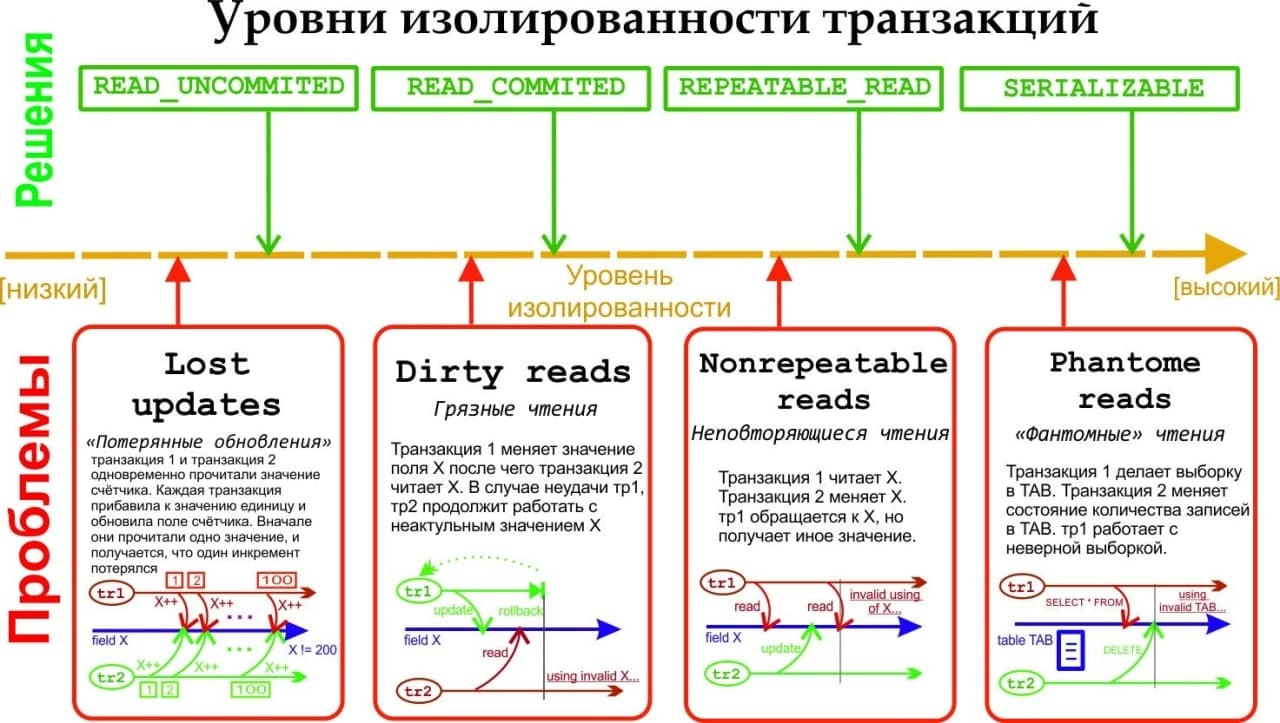 Уровни изолированности транзакций
Решения
READ_UNCOMMITED
READ_COMMITED
REPEATABLE_READ
SERIALIZABLE
[низкий]
Уровень
изолированности
[высокий]
Проблемы
Lost
updates
«Потерянные обновления»
транзакция 1 и транзакция 2
одновременно прочитали значение
счётчика. Каждая транзакция
прибавила к значению единицу и
обновила поле счётчика. Вначале
они прочитали одно значение, и
получается, что один инкремент
потерялся
tr1
1
2
100
X++
X++
X++
...
field X
...
X != 200
X++
X++
X++
tr2
1
2
100
Dirty reads
Грязные чтения
Транзакция 1 меняет значение
поля X после чего транзакция 2
читает X. В случае неудачи тр1,
тр2 продолжит работать с
неактульным значением X
tr1
update
rollback
field X
read
using invalid X...
tr2
Nonrepeatable
reads
Неповторяющиеся чтения
Транзакция 1 читает X.
Транзакция 2 меняет X.
тр1 обращается к X, но
получает иное значение.
tr1
read
read
invalid using
of X...
field X
update
tr2
Phantome
reads
«Фантомные» чтения
Транзакция 1 делает выборку
в TAB. Транзакция 2 меняет
состояние количества записей
в TAB. тр1 работает с
неверной выборкой.
tr1
SELECT * FROM
using
invalid TAB...
table TAB
DELETE
tr2